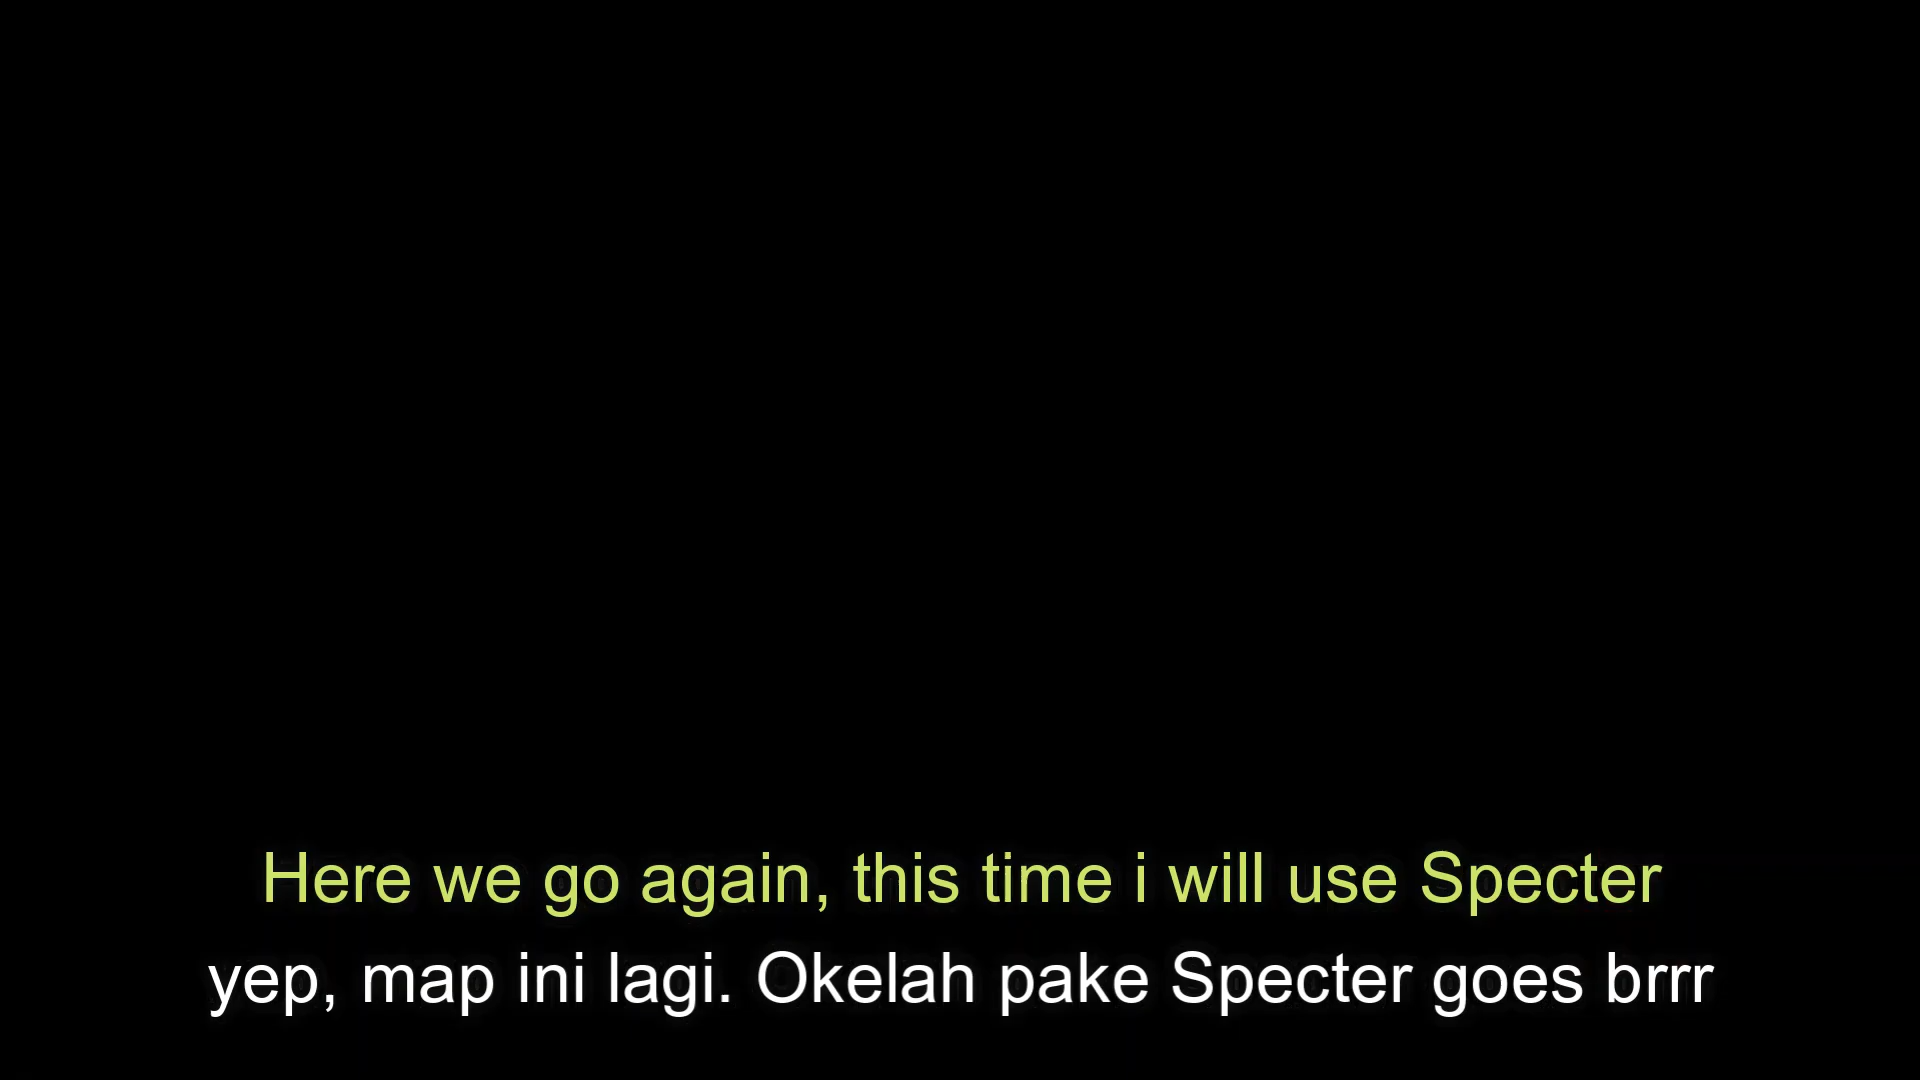 Here we go again, this time i will use Specter
yep, map ini lagi. Okelah pake Specter goes brrr